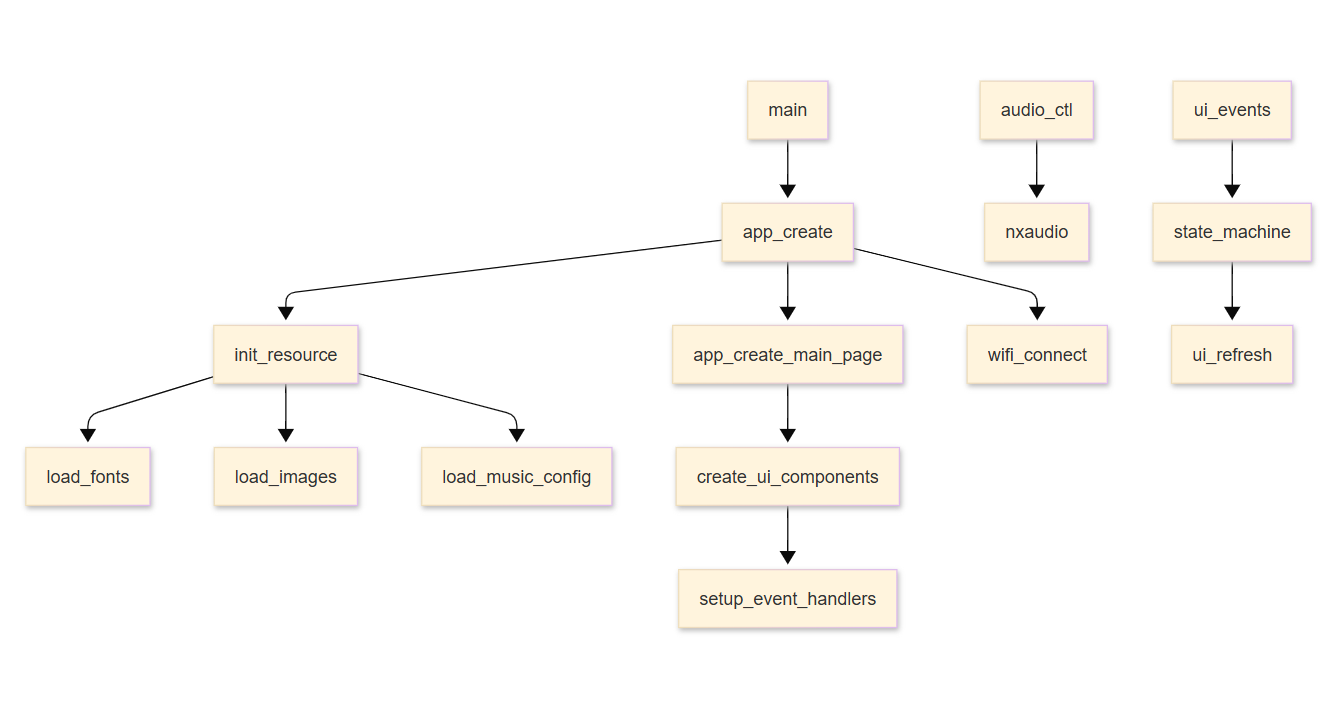 main
audio_ctl
ui_events
app_create
nxaudio
state_machine
init_resource
app_create_main_page
wifi_connect
ui_refresh
load_fonts
load_images
load_music_config
create_ui_components
setup_event_handlers